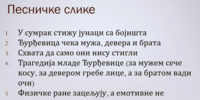 Песничке слике
1. У сумрак стижу јунаци са бојишта
2. Ђурђевица чека мужа, девера и брата
3. Схвата да само они нису стигли
4. Трагедија младе Ђурђевице (за мужем сече
косу, за девером гребе лице, а за братом вади
очи)
5. Физичке ране зацељују, а емотивне не